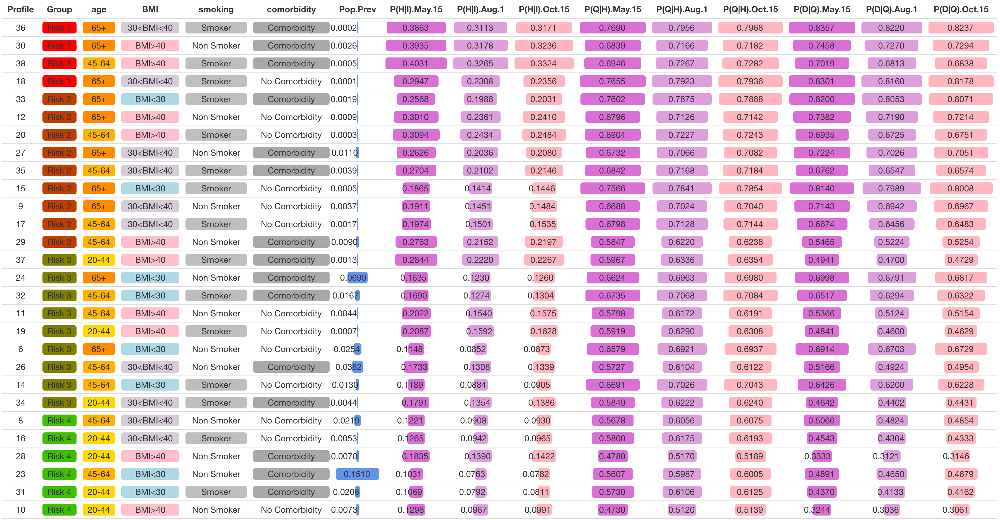 Profile Group age BMI smoking comorbidity Pop.Prev P(H|I).May.15 P(H|I).Aug.1 P(H|I).Oct.15 P(Q|H).May.15 P(Q|H).Aug.1 P(Q|H).Oct.15 P(D|Q).May.15 P(D|Q).Aug.1 P(D|Q).Oct.15
36 Risk 1 65+ 30<BMI<40 Smoker Comorbidity 0.0002 0.3863 0.3113 0.3171 0.7690 0.7956 0.7968 0.8357 0.8220 0.8237
30 Risk 1 65+ BMI>40 Non Smoker Comorbidity 0.0026 0.3935 0.3178 0.3236 0.6839 0.7166 0.7182 0.7458 0.7270 0.7294
38 Risk 1 45-64 BMI>40 Smoker Comorbidity 0.0005 0.4031 0.3265 0.3324 0.6946 0.7267 0.7282 0.7019 0.6813 0.6838
18 Risk 1 65+ 30<BMI<40 Smoker No Comorbidity 0.0001 0.2947 0.2308 0.2356 0.7655 0.7923 0.7936 0.8301 0.8160 0.8178
33 Risk 2 65+ BMI<30 Smoker Comorbidity 0.0019 0.2568 0.1988 0.2031 0.7602 0.7875 0.7888 0.8200 0.8053 0.8071
12 Risk 2 65+ BMI>40 Non Smoker No Comorbidity 0.0009 0.3010 0.2361 0.2410 0.6796 0.7126 0.7142 0.7382 0.7190 0.7214
20 Risk 2 45-64 BMI>40 Smoker No Comorbidity 0.0003 0.3094 0.2434 0.2484 0.6904 0.7227 0.7243 0.6935 0.6725 0.6751
27 Risk 2 65+ 30<BMI<40 Non Smoker Comorbidity 0.0110 0.2626 0.2036 0.2080 0.6732 0.7066 0.7082 0.7224 0.7026 0.7051
35 Risk 2 45-64 30<BMI<40 Smoker Comorbidity 0.0039 0.2704 0.2102 0.2146 0.6842 0.7168 0.7184 0.6762 0.6547 0.6574
15 Risk 2 65+ BMI<30 Smoker No Comorbidity 0.0005 0.1865 0.1414 0.1446 0.7566 0.7841 0.7854 0.8140 0.7989 0.8008
9 Risk 2 65+ 30<BMI<40 Non Smoker No Comorbidity 0.0037 0.1911 0.1451 0.1484 0.6688 0.7024 0.7040 0.7143 0.6942 0.6967
17 Risk 2 45-64 30<BMI<40 Smoker No Comorbidity 0.0017 0.1974 0.1501 0.1535 0.6798 0.7128 0.7144 0.6674 0.6456 0.6483
29 Risk 2 45-64 BMI>40 Non Smoker Comorbidity 0.0090 0.2763 0.2152 0.2197 0.5847 0.6220 0.6238 0.5465 0.5224 0.5254
37 Risk 3 20-44 BMI>40 Smoker Comorbidity 0.0013 0.2844 0.2220 0.2267 0.5967 0.6336 0.6354 0.4941 0.4700 0.4729
24 Risk 3 65+ BMI<30 Non Smoker Comorbidity 0.0699 0.1635 0.1230 0.1260 0.6624 0.6963 0.6980 0.6998 0.6791 0.6817
32 Risk 3 45-64 BMI<30 Smoker Comorbidity 0.0167 0.1690 0.1274 0.1304 0.6735 0.7068 0.7084 0.6517 0.6294 0.6322
11 Risk 3 45-64 BMI>40 Non Smoker No Comorbidity 0.0044 0.2022 0.1540 0.1575 0.5798 0.6172 0.6191 0.5366 0.5124 0.5154
19 Risk 3 20-44 BMI>40 Smoker No Comorbidity 0.0007 0.2087 0.1592 0.1628 0.5919 0.6290 0.6308 0.4841 0.4600 0.4629
6 Risk 3 65+ BMI<30 Non Smoker No Comorbidity 0.0254 0.1148 0.0852 0.0873 0.6579 0.6921 0.6937 0.6914 0.6703 0.6729
26 Risk 3 45-64 30<BMI<40 Non Smoker Comorbidity 0.0382 0.1733 0.1308 0.1339 0.5727 0.6104 0.6122 0.5166 0.4924 0.4954
14 Risk 3 45-64 BMI<30 Smoker No Comorbidity 0.0130 0.1189 0.0884 0.0905 0.6691 0.7026 0.7043 0.6426 0.6200 0.6228
34 Risk 3 20-44 30<BMI<40 Smoker Comorbidity 0.0044 0.1791 0.1354 0.1386 0.5849 0.6222 0.6240 0.4642 0.4402 0.4431
8 Risk 4 45-64 30<BMI<40 Non Smoker No Comorbidity 0.0219 0.1221 0.0908 0.0930 0.5678 0.6056 0.6075 0.5066 0.4824 0.4854
16 Risk 4 20-44 30<BMI<40 Smoker No Comorbidity 0.0053 0.1265 0.0942 0.0965 0.5800 0.6175 0.6193 0.4543 0.4304 0.4333
28 Risk 4 20-44 BMI>40 Non Smoker Comorbidity 0.0070 0.1835 0.1390 0.1422 0.4780 0.5170 0.5189 0.3333 0.3121 0.3146
23 Risk 4 45-64 BMI<30 Non Smoker Comorbidity 0.1510 0.1031 0.0763 0.0782 0.5607 0.5987 0.6005 0.4891 0.4650 0.4679
31 Risk 4 20-44 BMI<30 Smoker Comorbidity 0.0206 0.1069 0.0792 0.0811 0.5730 0.6106 0.6125 0.4370 0.4133 0.4162
10 Risk 4 20-44 BMI>40 Non Smoker No Comorbidity 0.0073 0.1298 0.0967 0.0991 0.4730 0.5120 0.5139 0.3244 0.3036 0.3061